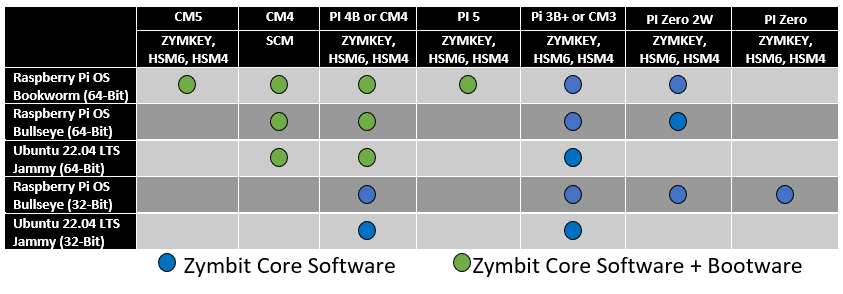 CM5 CM4 PI 4B or CM4 PI 5 Pi 3B+ or CM3 PI Zero 2W PI Zero
ZYMKEY, SCM ZYMKEY, ZYMKEY, ZYMKEY, ZYMKEY, ZYMKEY,
HSM6, HSM4 HSM6, HSM4 HSM6, HSM4 HSM6, HSM4 HSM6, HSM4 HSM6, HSM4
Raspberry Pi OS
Bookworm (64-Bit)
Raspberry Pi OS
Bullseye (64-Bit)
Ubuntu 22.04 LTS
Jammy (64-Bit)
Raspberry Pi OS
Bullseye (32-Bit)
Ubuntu 22.04 LTS
Jammy (32-Bit)
Zymbit Core Software Zymbit Core Software + Bootware